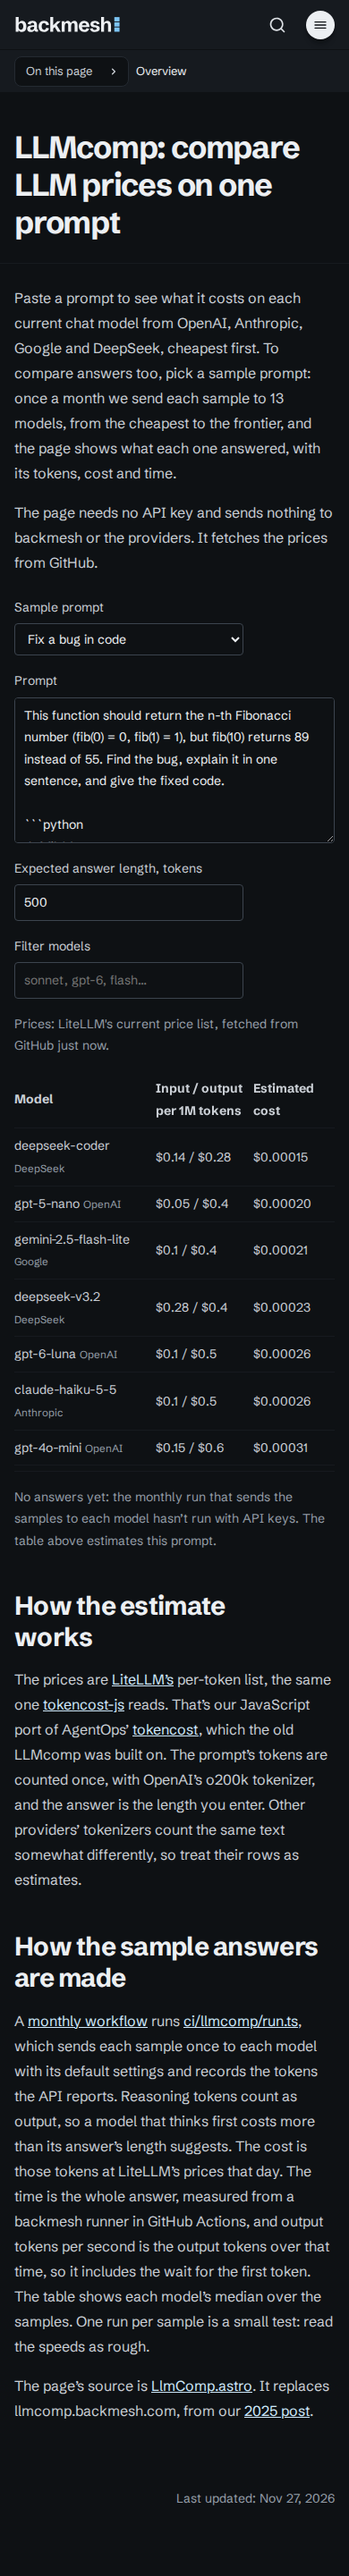 backmesh
On this page
Overview
LLMcomp: compare
LLM prices on one
prompt
Paste a prompt to see what it costs on each
current chat model from OpenAI, Anthropic,
Google and DeepSeek, cheapest first. To
compare answers too, pick a sample prompt:
once a month we send each sample to 13
models, from the cheapest to the frontier, and
the page shows what each one answered, with
its tokens, cost and time.
The page needs no API key and sends nothing to
backmesh or the providers. It fetches the prices
from GitHub.
Sample prompt
Fix a bug in code
Prompt
This function should return the n-th Fibonacci
number (fib(0) = 0, fib(1) = 1), but fib(10) returns 89
instead of 55. Find the bug, explain it in one
sentence, and give the fixed code.
```python
Expected answer length, tokens
500
Filter models
sonnet, gpt-6, flash...
Prices: LiteLLM's current price list, fetched from
GitHub just now.
Model Input / output per 1M tokens Estimated cost
deepseek-coder DeepSeek $0.14 / $0.28 $0.00015
gpt-5-nano OpenAI $0.05 / $0.4 $0.00020
gemini-2.5-flash-lite Google $0.1 / $0.4 $0.00021
deepseek-v3.2 DeepSeek $0.28 / $0.4 $0.00023
gpt-6-luna OpenAI $0.1 / $0.5 $0.00026
claude-haiku-5-5 Anthropic $0.1 / $0.5 $0.00026
gpt-4o-mini OpenAI $0.15 / $0.6 $0.00031
No answers yet: the monthly run that sends the
samples to each model hasn't run with API keys. The
table above estimates this prompt.
How the estimate
works
The prices are LiteLLM's per-token list, the same
one tokencost-js reads. That's our JavaScript
port of AgentOps' tokencost, which the old
LLMcomp was built on. The prompt's tokens are
counted once, with OpenAI's o200k tokenizer,
and the answer is the length you enter. Other
providers' tokenizers count the same text
somewhat differently, so treat their rows as
estimates.
How the sample answers
are made
A monthly workflow runs ci/llmcomp/run.ts,
which sends each sample once to each model
with its default settings and records the tokens
the API reports. Reasoning tokens count as
output, so a model that thinks first costs more
than its answer's length suggests. The cost is
those tokens at LiteLLM's prices that day. The
time is the whole answer, measured from a
backmesh runner in GitHub Actions, and output
tokens per second is the output tokens over that
time, so it includes the wait for the first token.
The table shows each model's median over the
samples. One run per sample is a small test: read
the speeds as rough.
The page's source is LlmComp.astro. It replaces
llmcomp.backmesh.com, from our 2025 post.
Last updated: Nov 27, 2026